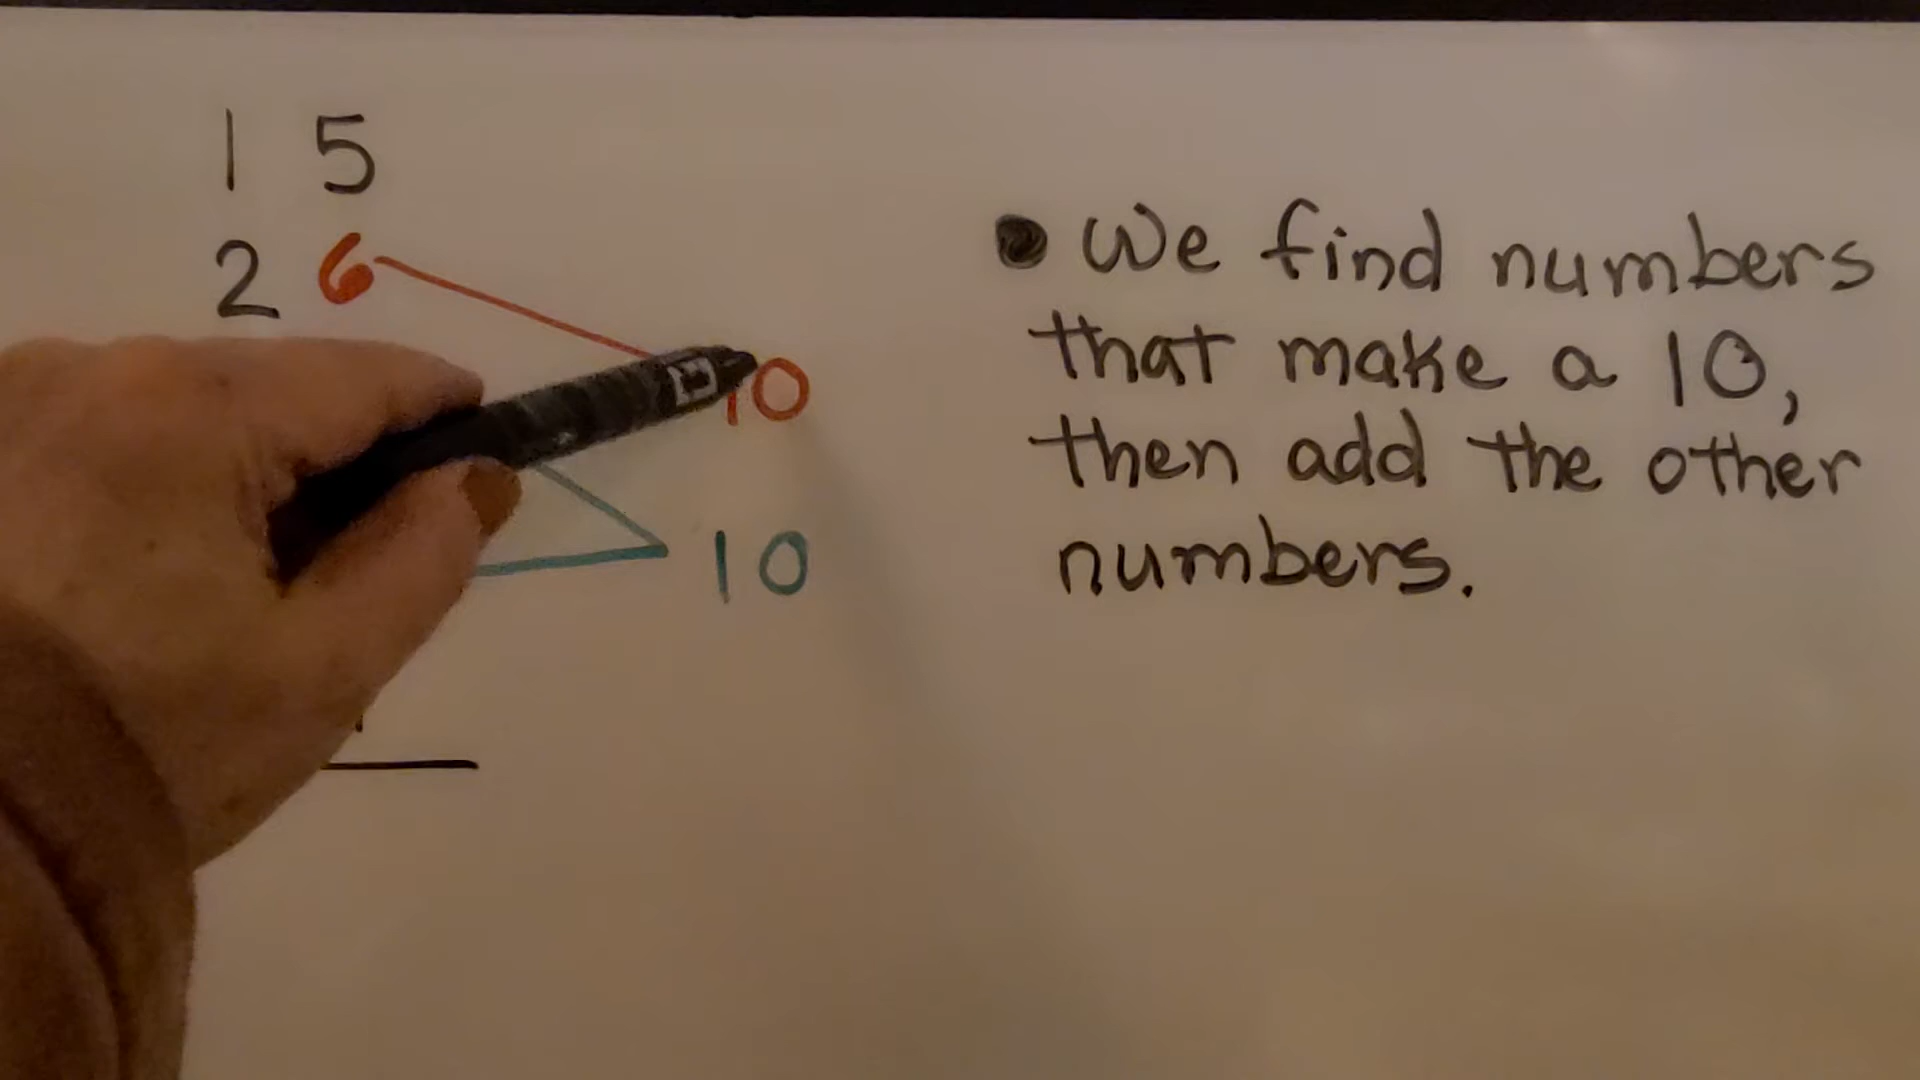 1 5
2 6
10
10
● We find numbers
that make a 10,
then add the other
numbers.